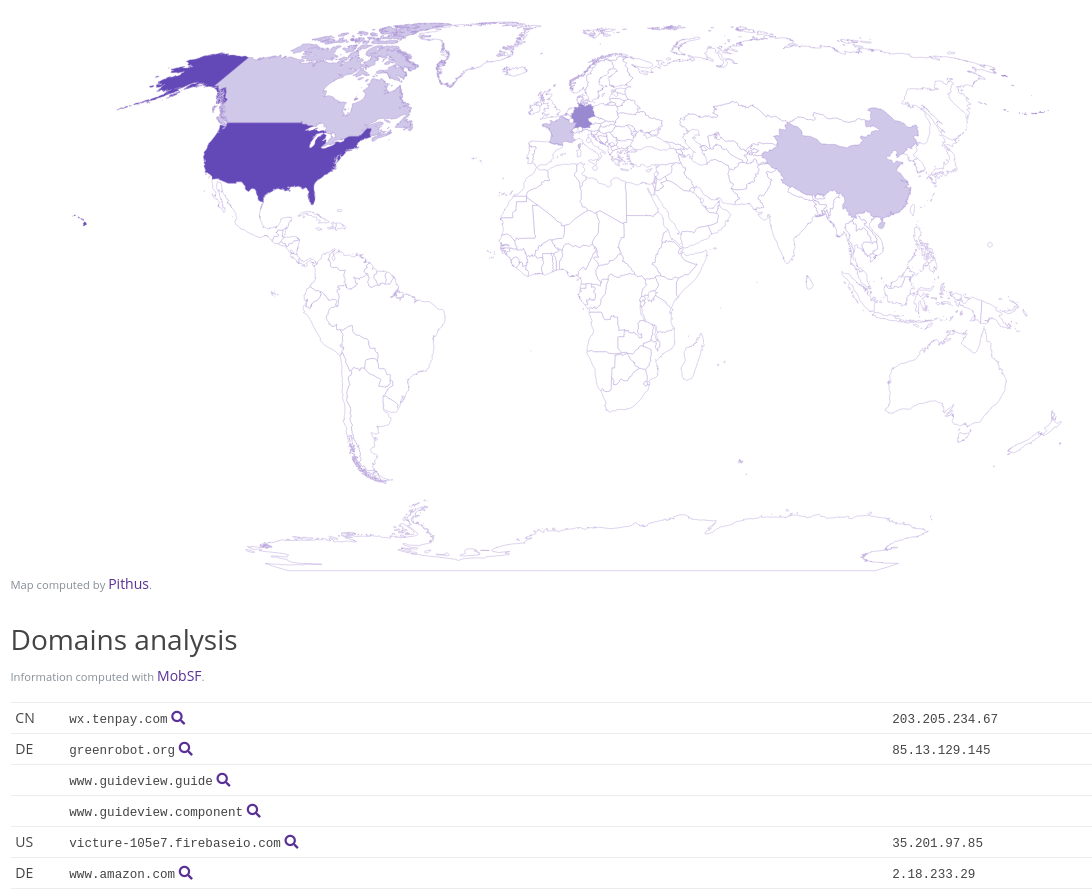 Map computed by Pithus.
Domains analysis
Information computed with MobSF.
CN wx.tenpay.com 203.205.234.67
DE greenrobot.org 85.13.129.145
www.guideview.guide
www.guideview.component
US victure-105e7.firebaseio.com 35.201.97.85
DE www.amazon.com 2.18.233.29